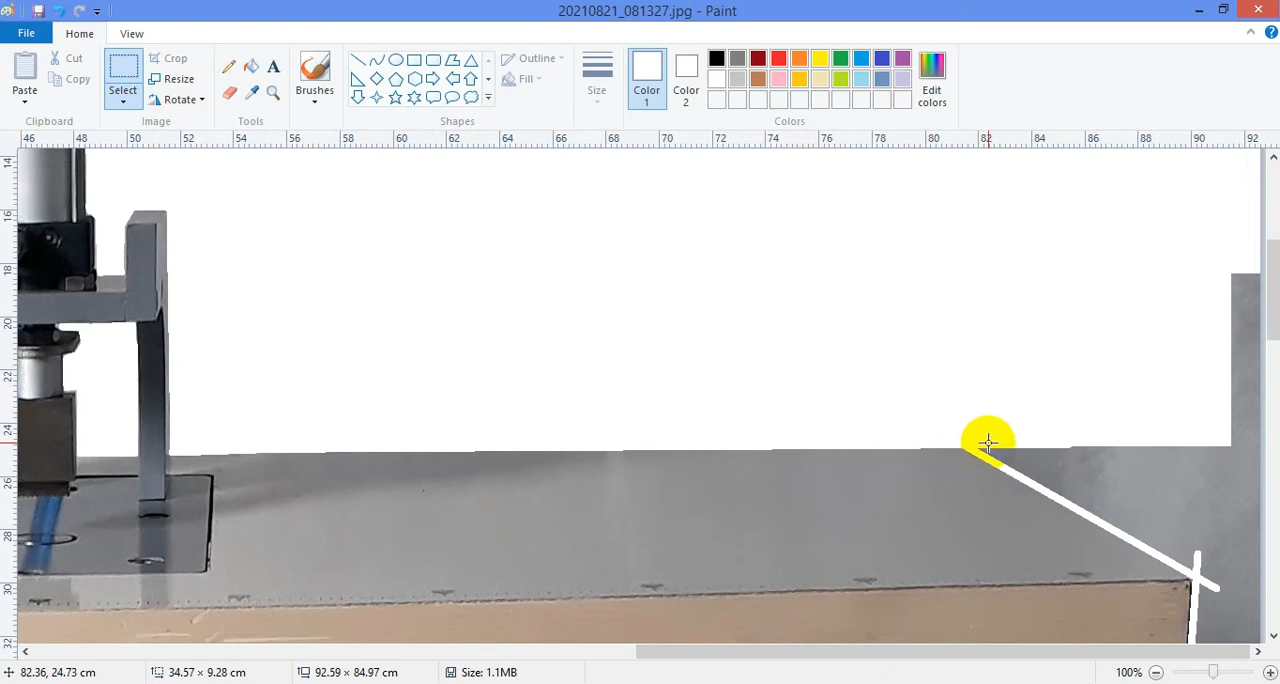 20210821_081327.jpg - Paint
File Home View
Paste
Cut
Copy
Clipboard
Select
Crop
Resize
Rotate
Image
A
Tools
Brushes
Outline
Fill
Shapes
Size
Color 1
Color 2
Edit colors
Colors
46 48 50 52 54 56 58 60 62 64 66 68 70 72 74 76 78 80 82 84 86 88 90 92
14
16
18
20
22
24
26
28
30
32
82.36, 24.73 cm 34.57 × 9.28 cm 92.59 × 84.97 cm Size: 1.1MB 100%